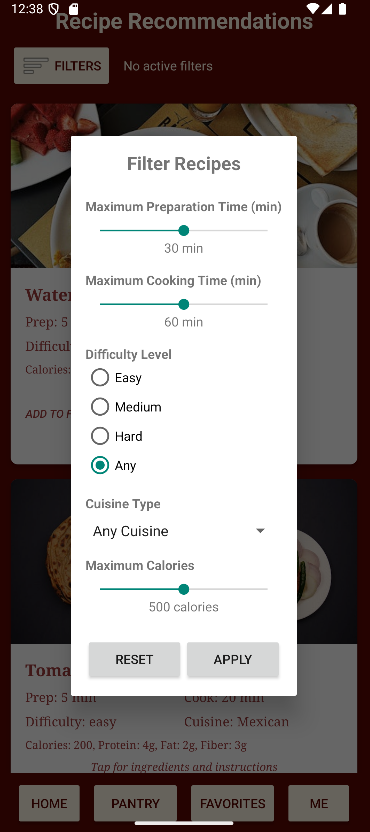 12:38
Recipe Recommendations
FILTERS No active filters
Filter Recipes
Maximum Preparation Time (min)
30 min
Maximum Cooking Time (min)
60 min
Difficulty Level
Easy
Medium
Hard
Any
Cuisine Type
Any Cuisine
Maximum Calories
500 calories
RESET APPLY
Water
Prep: 5
Calories:
ADD TO
Prep: 5 min Cook: 20 min
Difficulty: easy Cuisine: Mexican
Calories: 200, Protein: 4g, Fat: 2g, Fiber: 3g
Tap for ingredients and instructions
HOME PANTRY FAVORITES ME